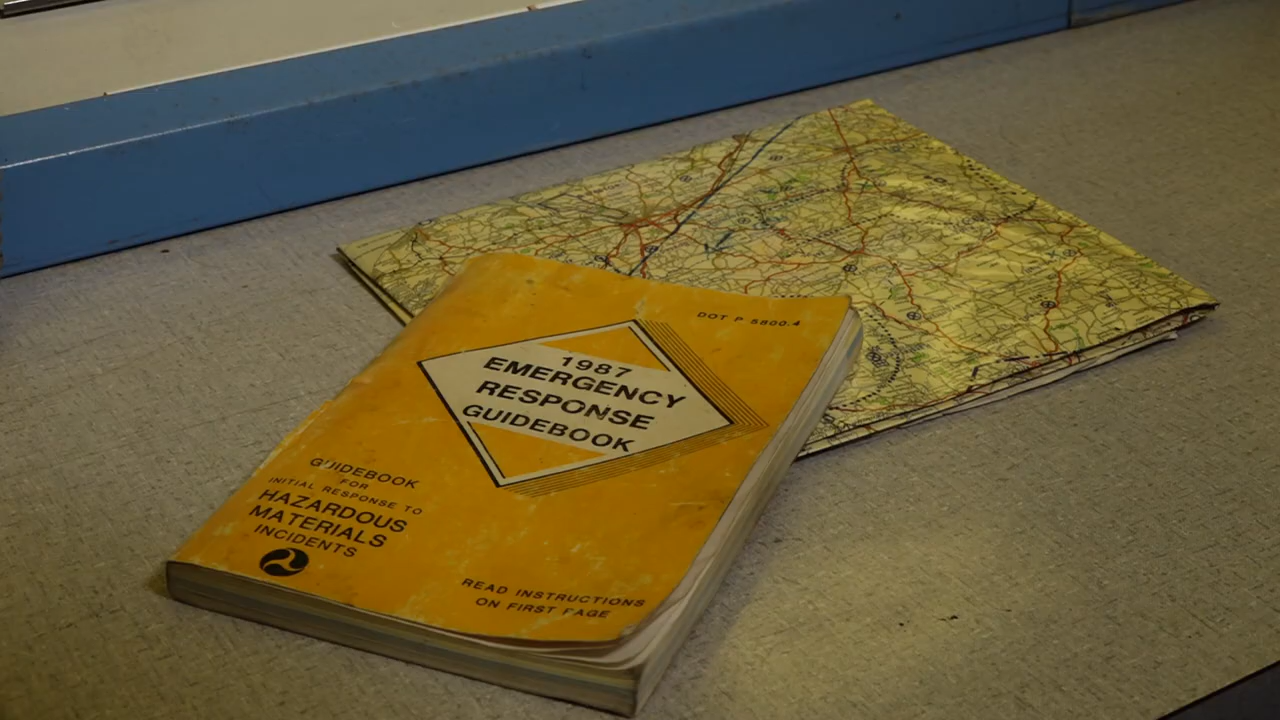 DOT P 5800.4
1987
EMERGENCY
RESPONSE
GUIDEBOOK
GUIDEBOOK
FOR
INITIAL RESPONSE TO
HAZARDOUS
MATERIALS
INCIDENTS
READ INSTRUCTIONS
ON FIRST PAGE